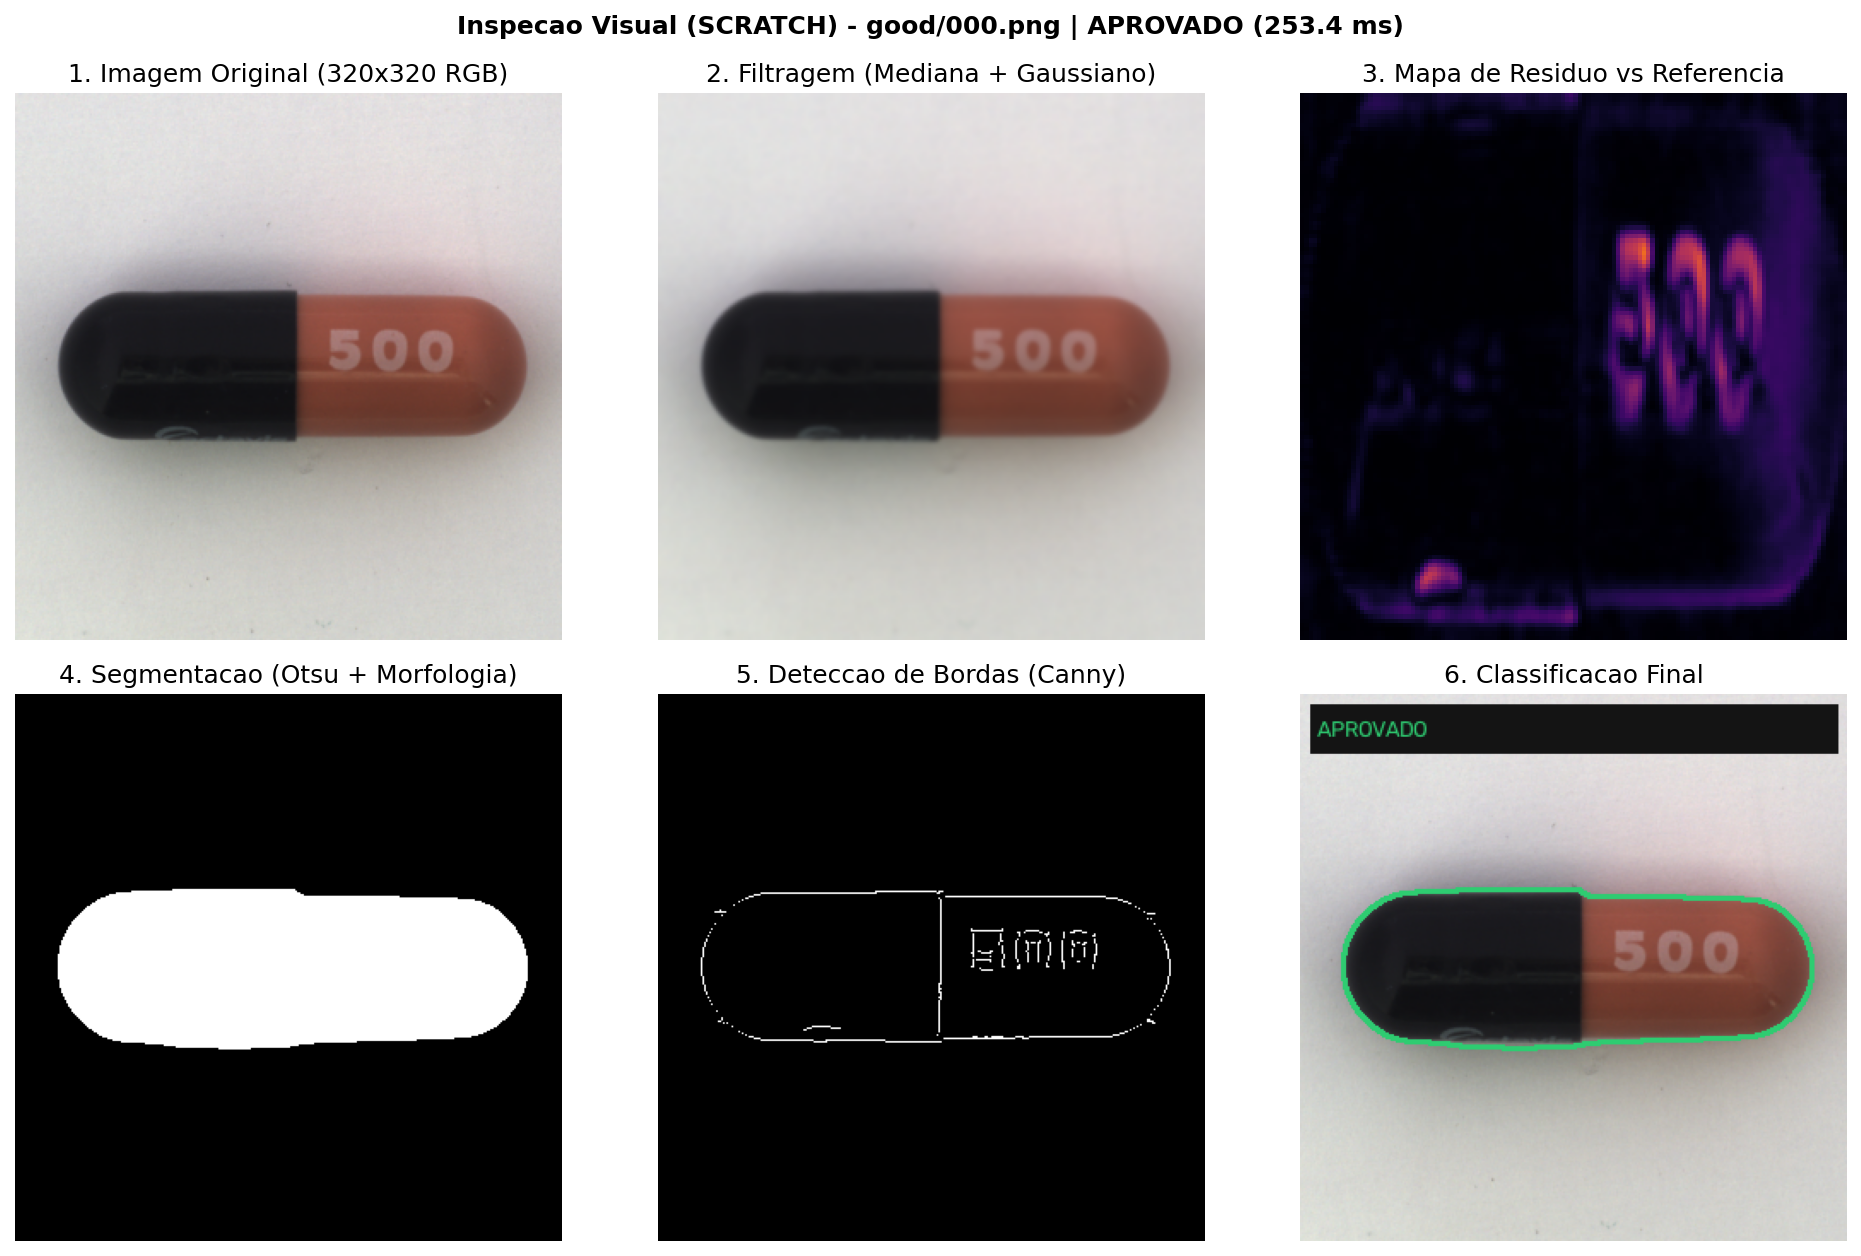 Inspecao Visual (SCRATCH) - good/000.png | APROVADO (253.4 ms)
1. Imagem Original (320x320 RGB)
2. Filtragem (Mediana + Gaussiano)
3. Mapa de Residuo vs Referencia
500
500
4. Segmentacao (Otsu + Morfologia)
5. Deteccao de Bordas (Canny)
6. Classificacao Final
APROVADO
500